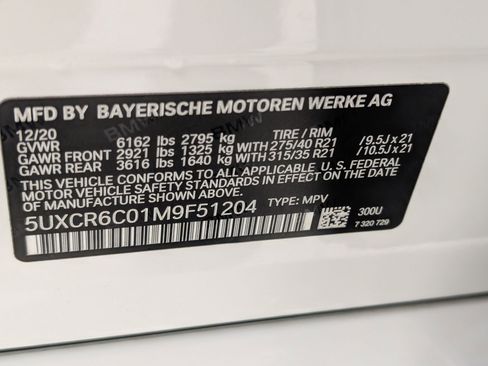 MFD BY BAYERISCHE MOTOREN WERKE AG
12/20 TIRE / RIM
GVWR 6162 lbs 2795 kg
GAWR FRONT 2921 lbs 1325 kg WITH 275/40 R21 /9.5J x 21
GAWR REAR 3616 lbs 1640 kg WITH 315/35 R21 /10.5J x 21
THIS VEHICLE CONFORMS TO ALL APPLICABLE U. S. FEDERAL
MOTOR VEHICLE SAFETY STANDARDS IN EFFECT ON THE DATE
OF MANUFACTURE SHOWN ABOVE.
5UXCR6C01M9F51204 TYPE: MPV
300U
7 320 729